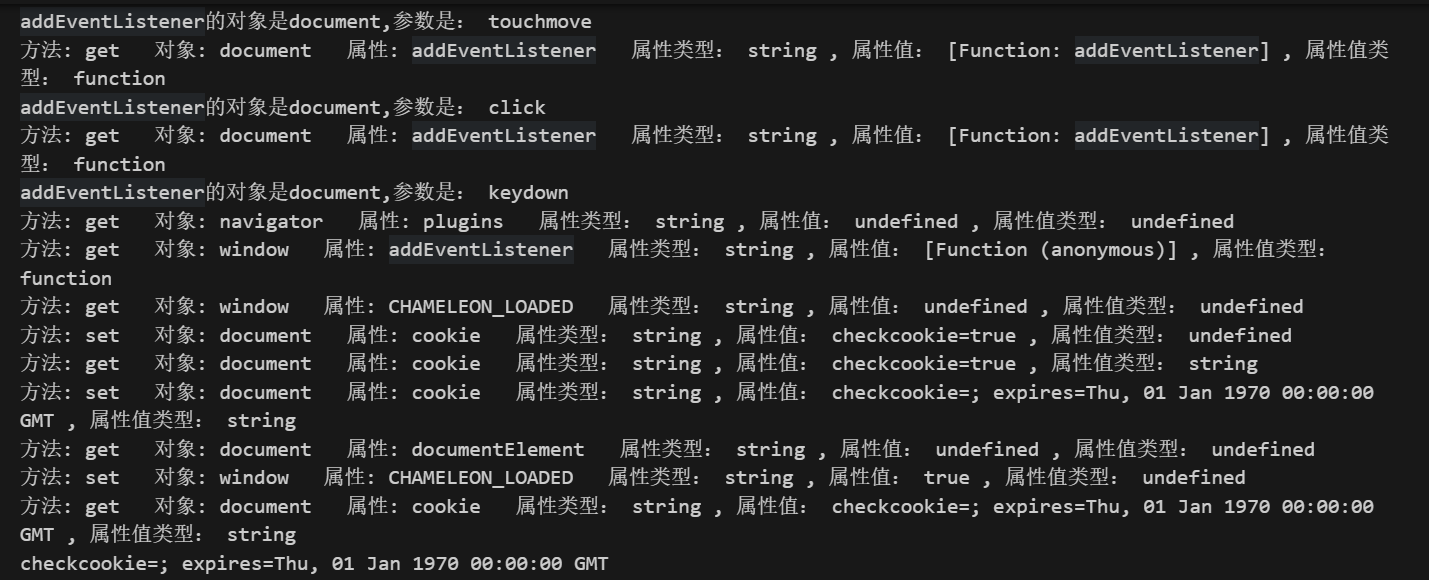 addEventListener的对象是document,参数是： touchmove
方法: get   对象: document   属性: addEventListener   属性类型： string , 属性值： [Function: addEventListener] , 属性值类
型： function
addEventListener的对象是document,参数是： click
方法: get   对象: document   属性: addEventListener   属性类型： string , 属性值： [Function: addEventListener] , 属性值类
型： function
addEventListener的对象是document,参数是： keydown
方法: get   对象: navigator   属性: plugins   属性类型： string , 属性值： undefined , 属性值类型： undefined
方法: get   对象: window   属性: addEventListener   属性类型： string , 属性值： [Function (anonymous)] , 属性值类型：
function
方法: get   对象: window   属性: CHAMELEON_LOADED   属性类型： string , 属性值： undefined , 属性值类型： undefined
方法: set   对象: document   属性: cookie   属性类型： string , 属性值： checkcookie=true , 属性值类型： undefined
方法: get   对象: document   属性: cookie   属性类型： string , 属性值： checkcookie=true , 属性值类型： string
方法: set   对象: document   属性: cookie   属性类型： string , 属性值： checkcookie=; expires=Thu, 01 Jan 1970 00:00:00
GMT , 属性值类型： string
方法: get   对象: document   属性: documentElement   属性类型： string , 属性值： undefined , 属性值类型： undefined
方法: set   对象: window   属性: CHAMELEON_LOADED   属性类型： string , 属性值： true , 属性值类型： undefined
方法: get   对象: document   属性: cookie   属性类型： string , 属性值： checkcookie=; expires=Thu, 01 Jan 1970 00:00:00
GMT , 属性值类型： string
checkcookie=; expires=Thu, 01 Jan 1970 00:00:00 GMT